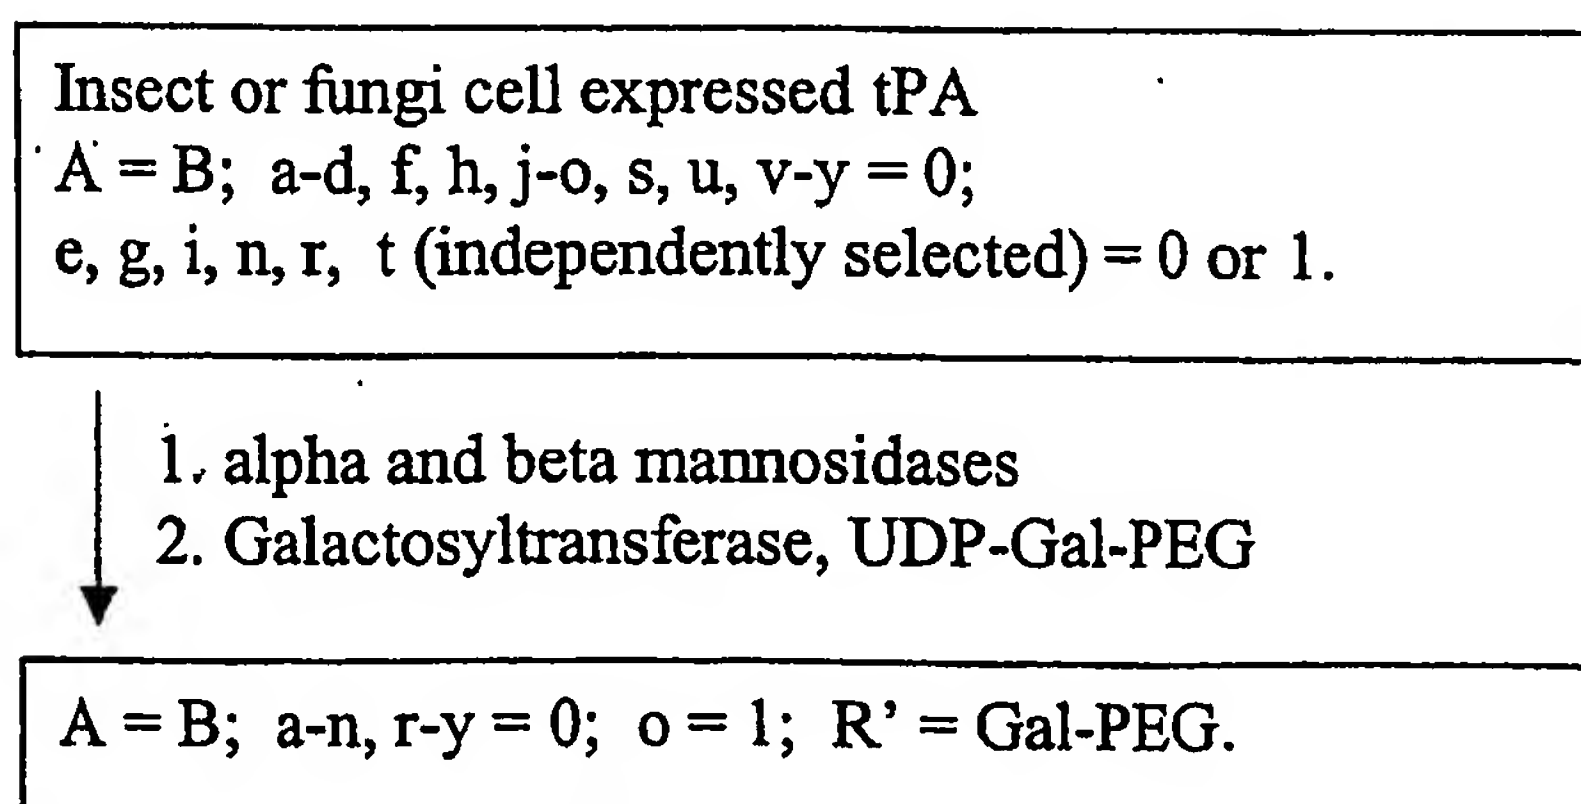 Insect or fungi cell expressed tPA
A = B; a-d, f, h, j-o, s, u, v-y = 0;
e, g, i, n, r, t (independently selected) = 0 or 1.
1. alpha and beta mannosidases
2. Galactosyltransferase, UDP-Gal-PEG
A = B; a-n, r-y = 0; o = 1; R’ = Gal-PEG.